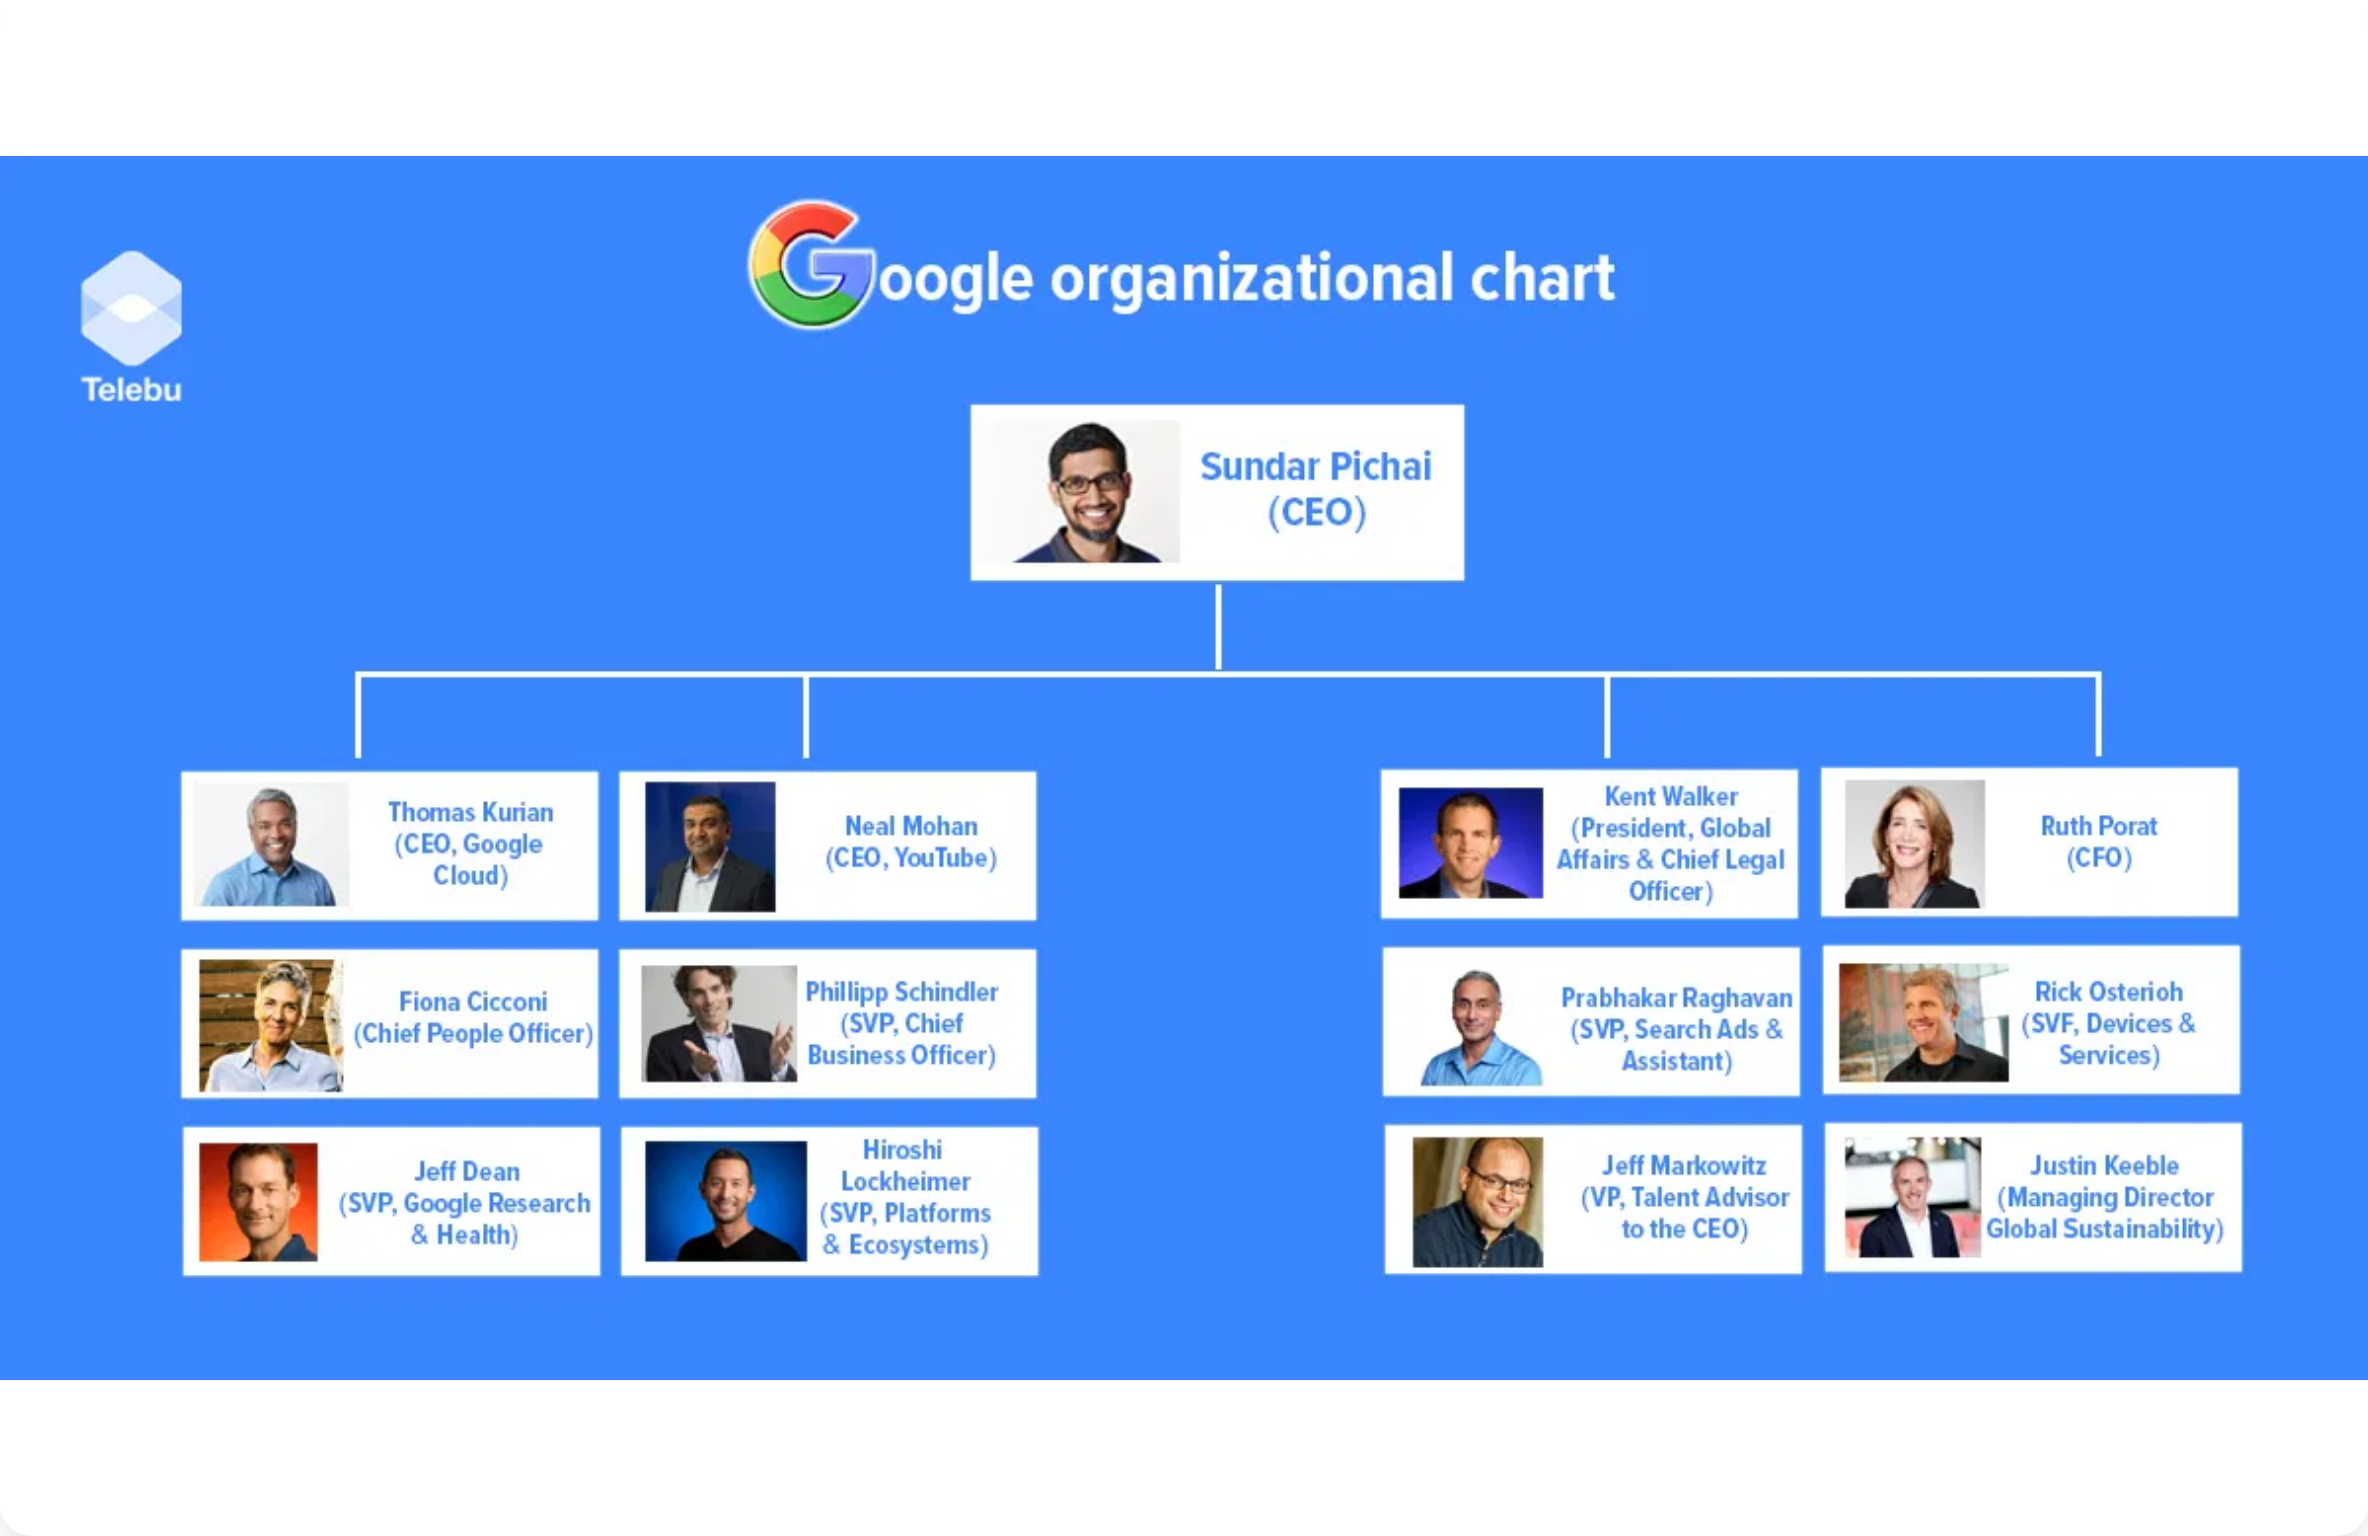 Google organizational chart
Telebu
Sundar Pichai
(CEO)
Thomas Kurian
(CEO, Google
Cloud)
Neal Mohan
(CEO, YouTube)
Kent Walker
(President, Global
Affairs & Chief Legal
Officer)
Ruth Porat
(CFO)
Fiona Cicconi
(Chief People Officer)
Phillipp Schindler
(SVP, Chief
Business Officer)
Prabhakar Raghavan
(SVP, Search Ads &
Assistant)
Rick Osterioh
(SVF, Devices &
Services)
Jeff Dean
(SVP, Google Research
& Health)
Hiroshi
Lockheimer
(SVP, Platforms
& Ecosystems)
Jeff Markowitz
(VP, Talent Advisor
to the CEO)
Justin Keeble
(Managing Director
Global Sustainability)